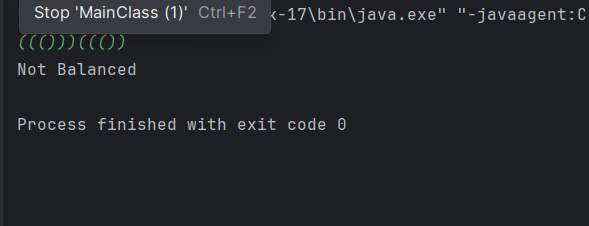 Stop 'MainClass (1)' Ctrl+F2
x-17\bin\java.exe" "-javaagent:C
((()))((())
Not Balanced
Process finished with exit code 0